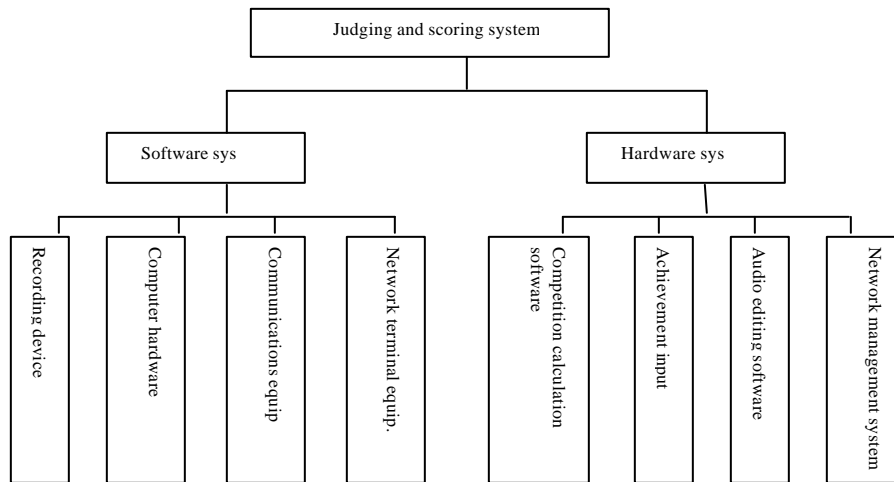 Judging and scoring system
Software sys
Hardware sys
Recording device
Computer hardware
Communications equip
Network terminal equip.
Competition calculation
software
Achievement input
Audio editing software
Network management system